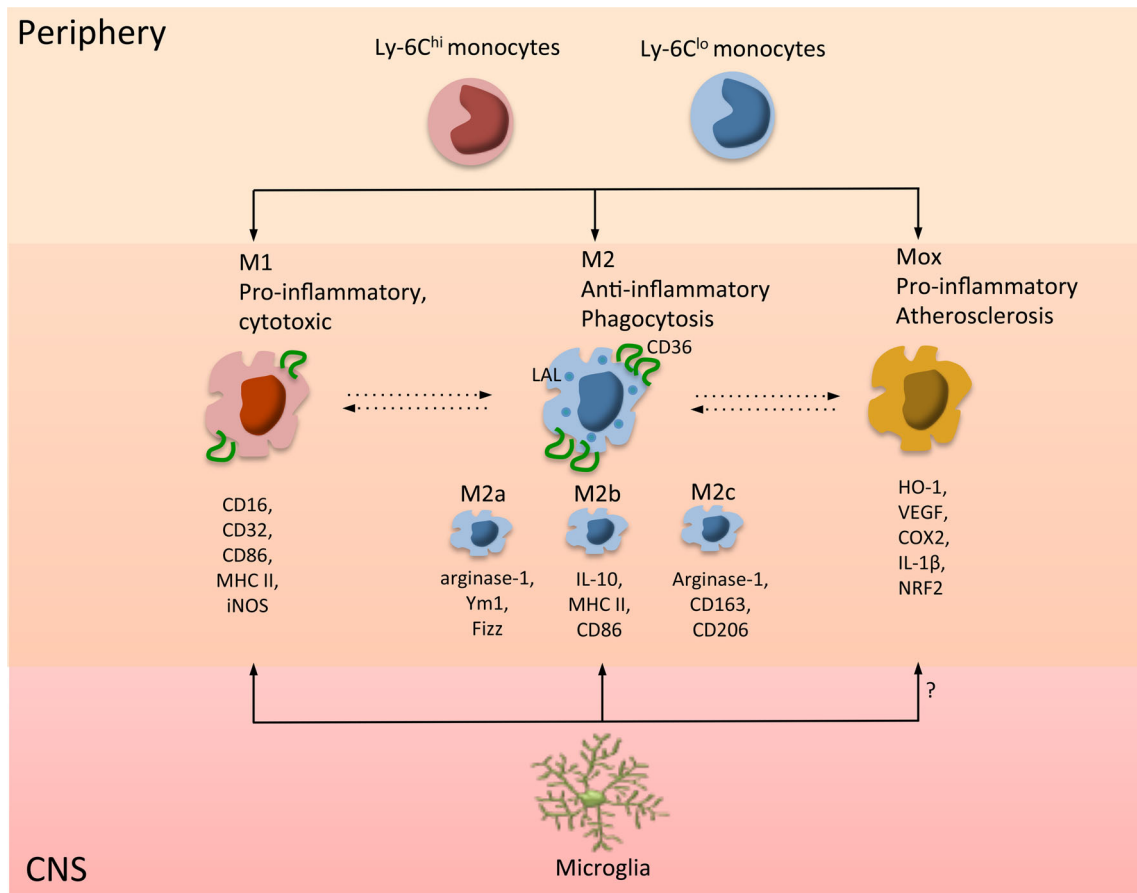 Periphery
Ly-6Chi monocytes
Ly-6Clo monocytes
M1
Pro-inflammatory,
cytotoxic
M2
Anti-inflammatory
Phagocytosis
Mox
Pro-inflammatory
Atherosclerosis
CD36
LAL
CD16,
CD32,
CD86,
MHC II,
iNOS
M2a
arginase-1,
Ym1,
Fizz
M2b
IL-10,
MHC II,
CD86
M2c
Arginase-1,
CD163,
CD206
HO-1,
VEGF,
COX2,
IL-1β,
NRF2
?
Microglia
CNS